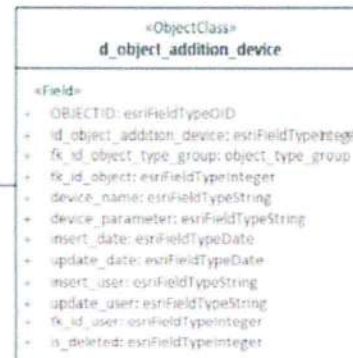 «ObjectClass»
d_object_addition_device
«Field»
+ OBJECTID: esriFieldTypeOID
+ id_object_addition_device: esriFieldTypeIntege
+ fk_id_object_type_group: object_type_group
+ fk_id_object: esriFieldTypeInteger
+ device_name: esriFieldTypeString
+ device_parameter: esriFieldTypeString
+ insert_date: esriFieldTypeDate
+ update_date: esriFieldTypeDate
+ insert_user: esriFieldTypeString
+ update_user: esriFieldTypeString
+ fk_id_user: esriFieldTypeInteger
+ is_deleted: esriFieldTypeInteger